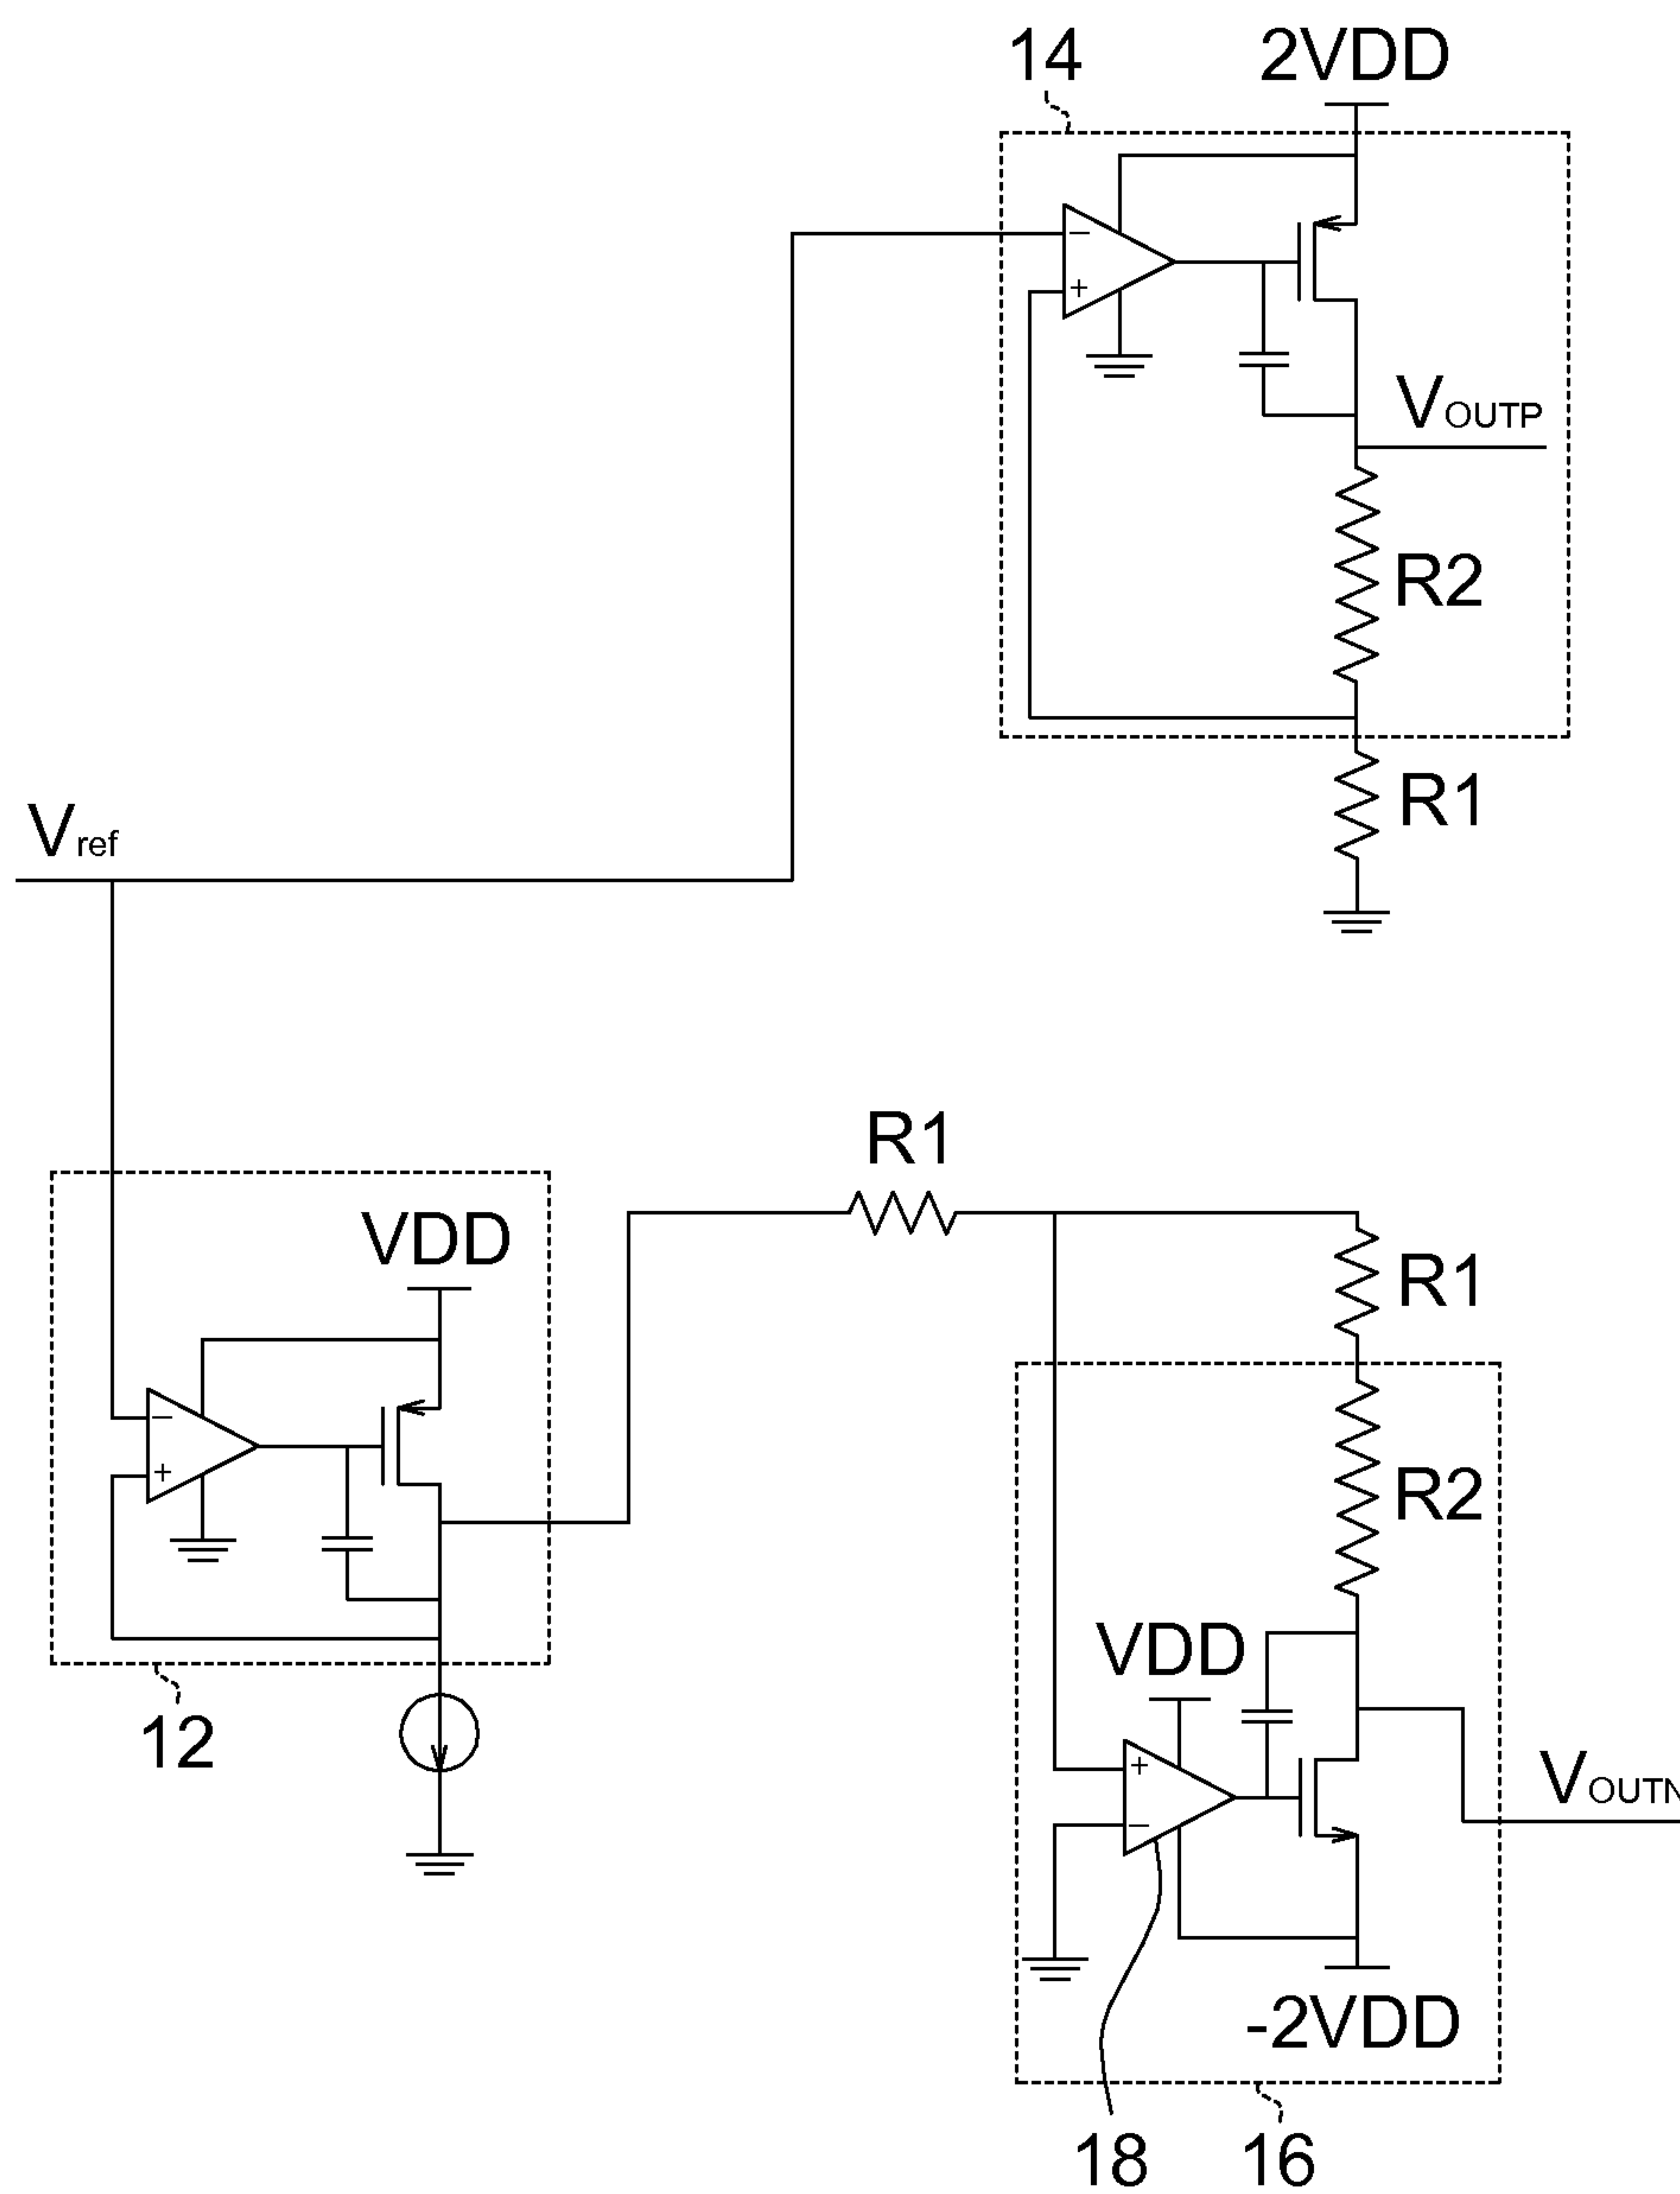 14
2VDD
−
+
VOUTP
R2
R1
Vref
R1
VDD
R1
−
+
R2
VDD
12
+
−
VOUTN
-2VDD
18
16